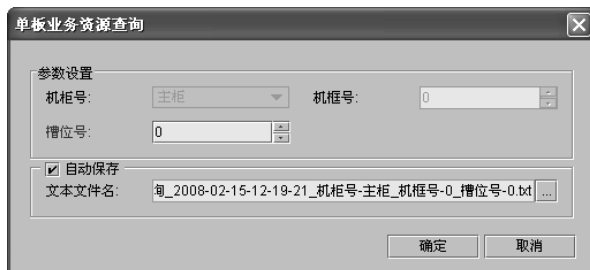 单板业务资源查询
参数设置
机柜号: 主柜 机框号: 0
槽位号: 0
自动保存
文本文件名: 询_2008-02-15-12-19-21_机柜号-主柜_机框号-0_槽位号-0.txt ...
确定 取消